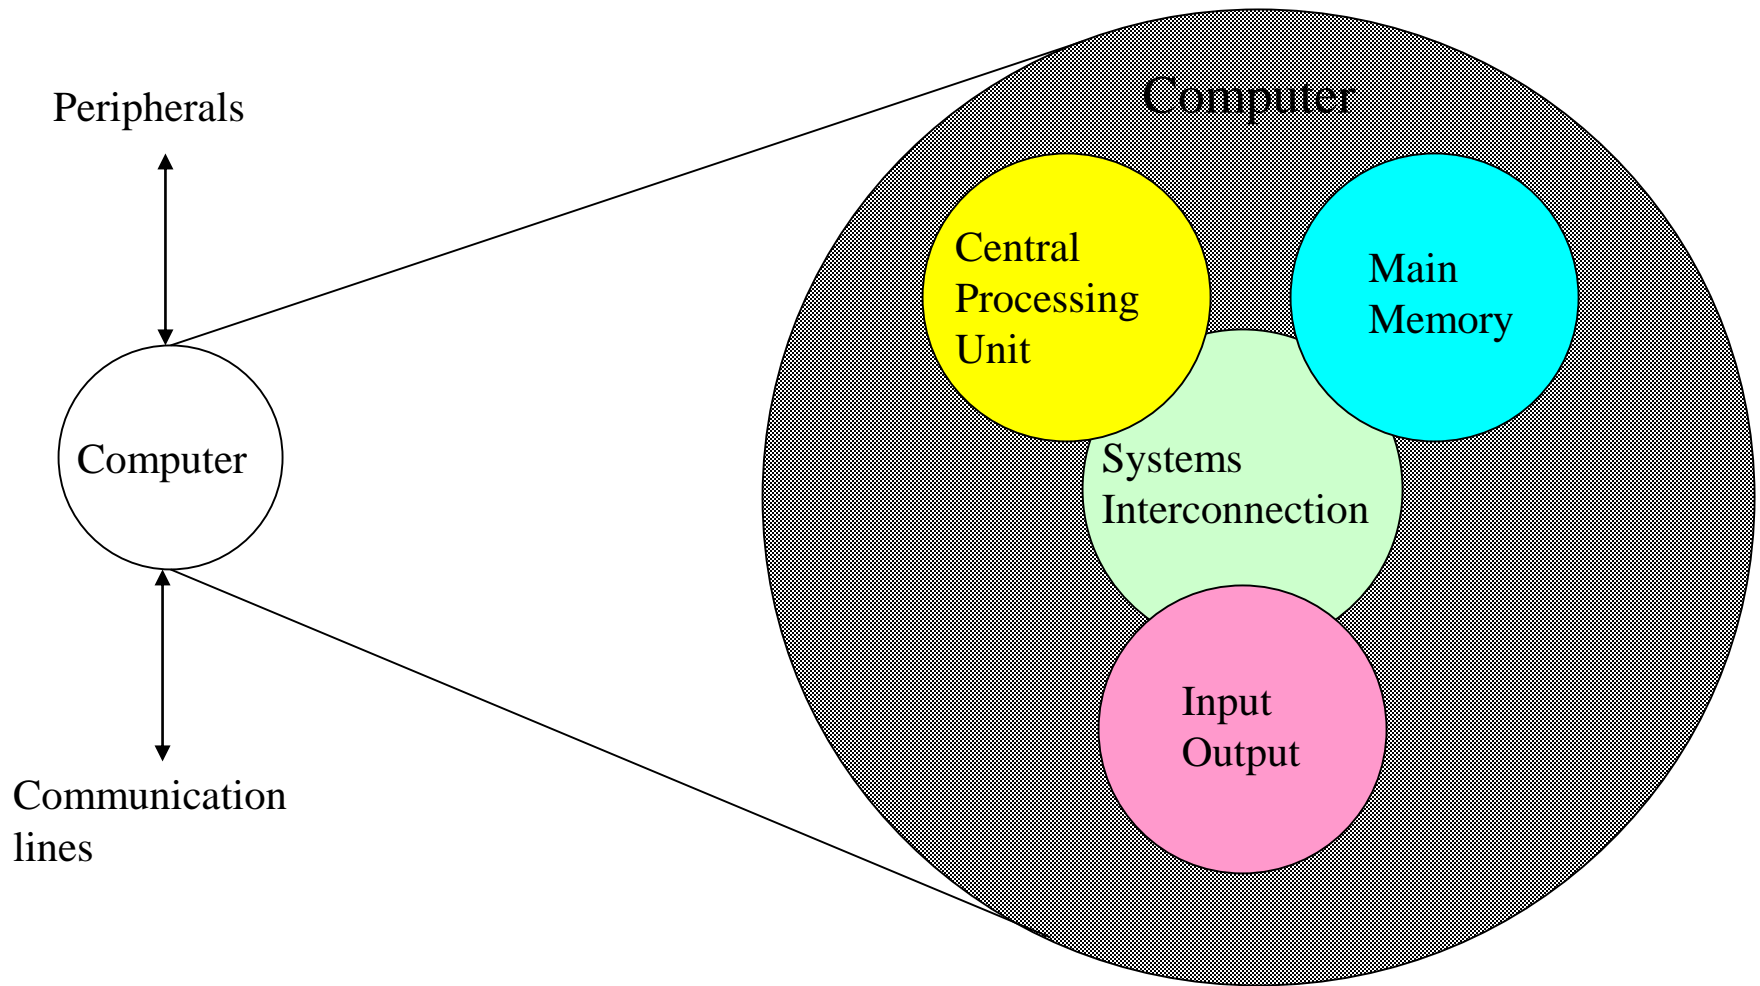 Peripherals
Computer
Communication
lines
Computer
Central
Processing
Unit
Main
Memory
Systems
Interconnection
Input
Output